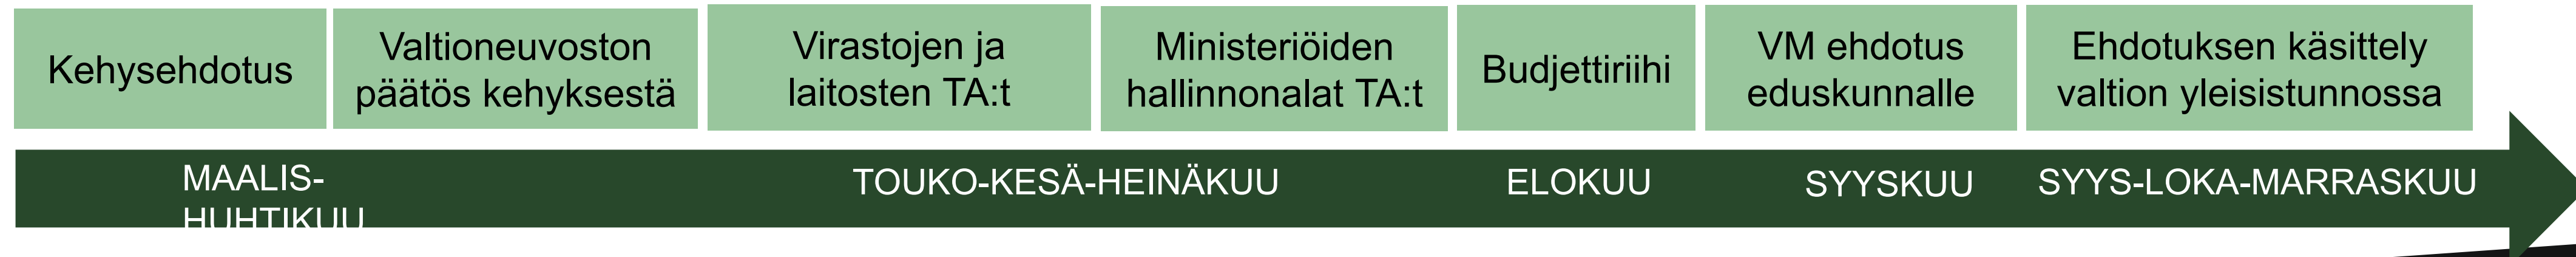 Kehysehdotus
Valtioneuvoston
päätös kehyksestä
Virastojen ja
laitosten TA:t
Ministeriöiden
hallinnonalat TA:t
Budjettiriihi
VM ehdotus
eduskunnalle
Ehdotuksen käsittely
valtion yleisistunnossa
MAALIS-
HUHTIKUU
TOUKO-KESÄ-HEINÄKUU
ELOKUU
SYYSKUU
SYYS-LOKA-MARRASKUU